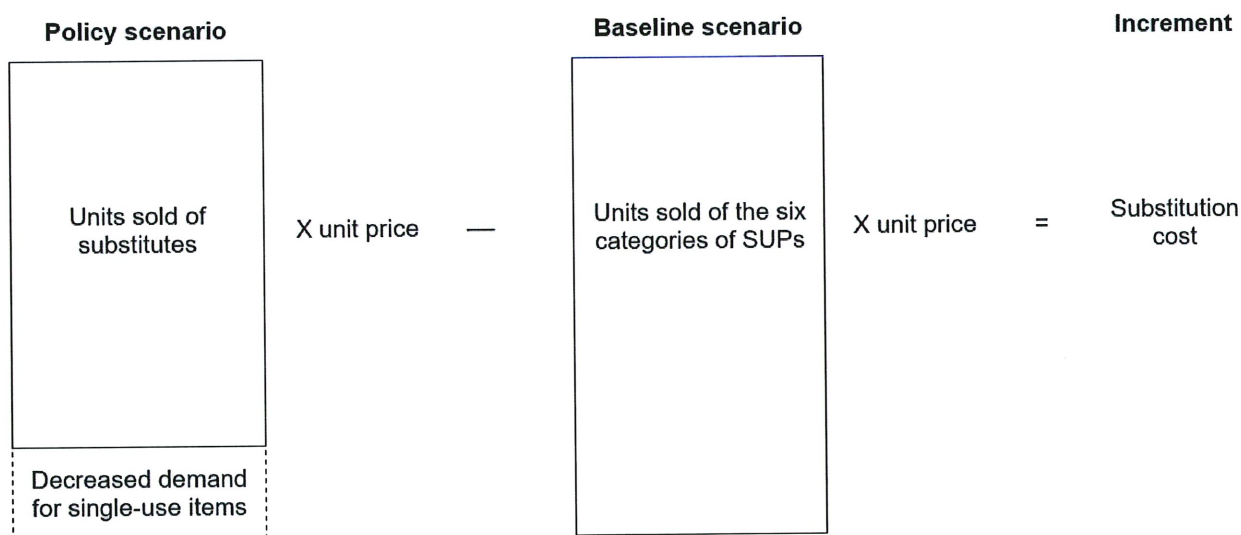 Policy scenario
Baseline scenario
Increment
Units sold of
substitutes
X unit price
—
Units sold of the six
categories of SUPs
X unit price
=
Substitution
cost
Decreased demand
for single-use items